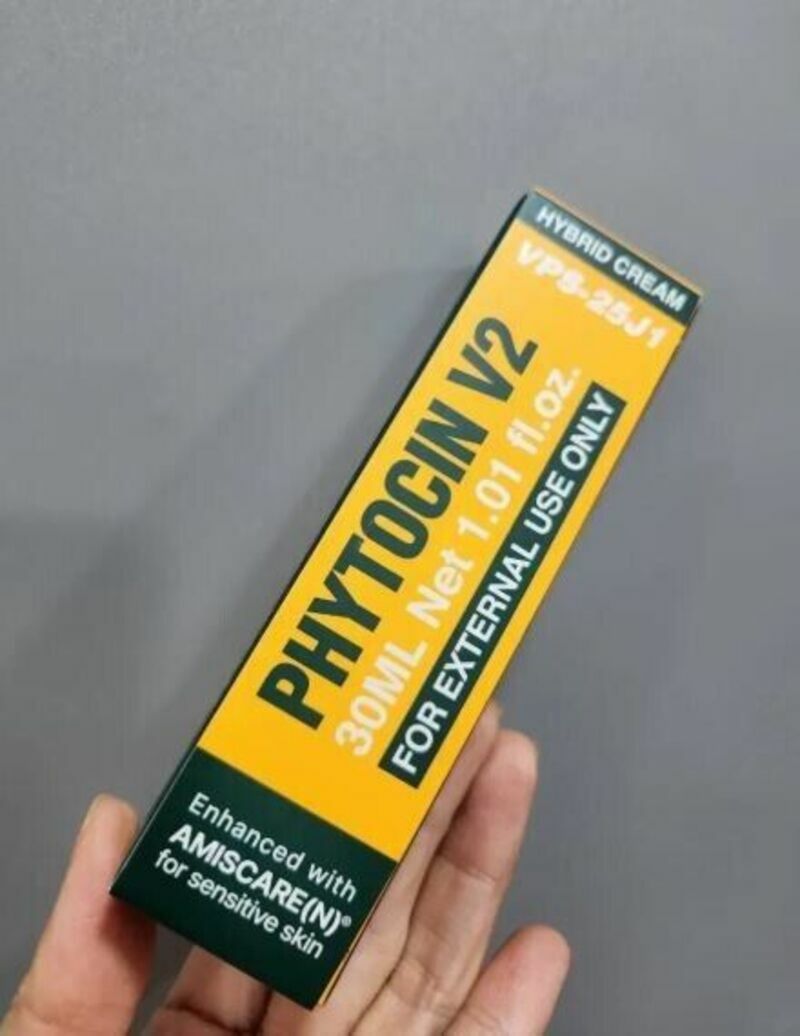 HYBRID CREAM
VPS-25J1
PHYTOCIN V2
30ML Net 1.01 fl.oz.
FOR EXTERNAL USE ONLY
Enhanced with
AMISCARE(N)®
for sensitive skin